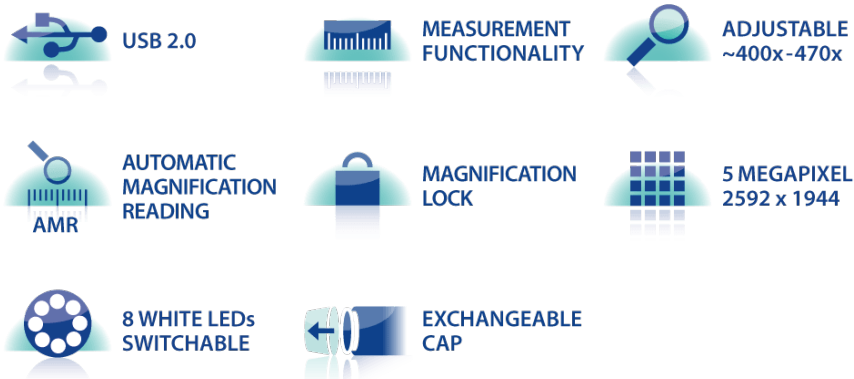 USB 2.0
MEASUREMENT
FUNCTIONALITY
ADJUSTABLE
~400x-470x
AUTOMATIC
MAGNIFICATION
READING
AMR
MAGNIFICATION
LOCK
5 MEGAPIXEL
2592 x 1944
8 WHITE LEDs
SWITCHABLE
EXCHANGEABLE
CAP